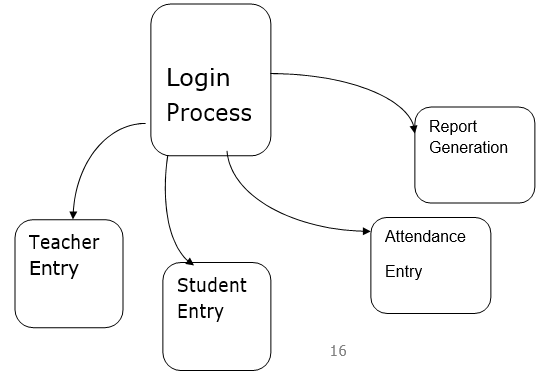 Login
Process
Report
Generation
Teacher
Entry
Attendance
Entry
Student
Entry
16